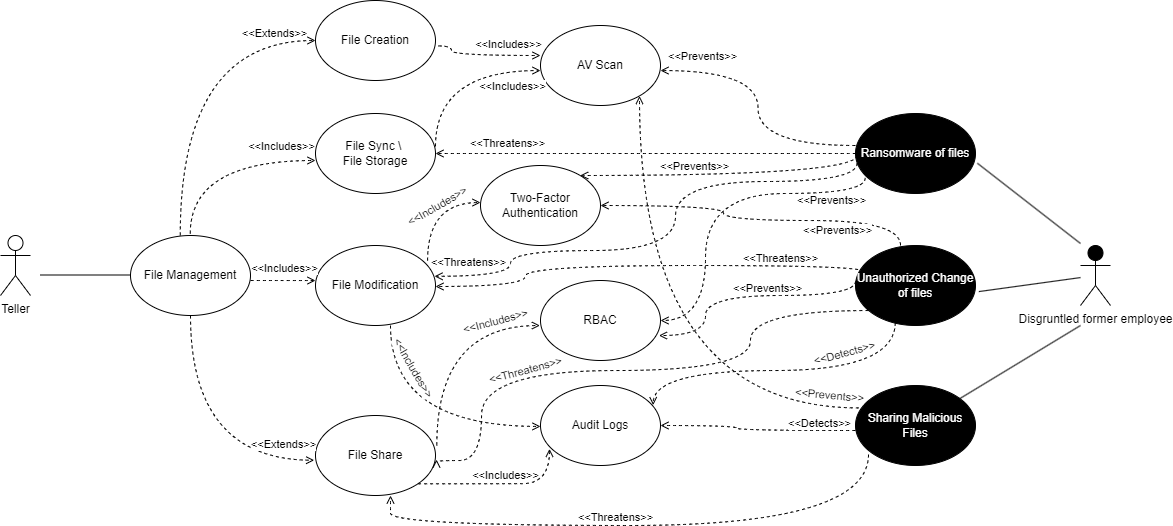 <<Extends>>
File Creation
<<Includes>>
AV Scan
<<Prevents>>
<<Includes>>
<<Includes>>
File Sync \
File Storage
<<Threatens>>
Ransomware of files
<<Prevents>>
<<Includes>>
Two-Factor
Authentication
<<Prevents>>
<<Prevents>>
Teller
File Management
<<Includes>>
File Modification
<<Threatens>>
<<Threatens>>
Unauthorized Change
of files
<<Prevents>>
Disgruntled former employee
<<Includes>>
RBAC
<<Includes>>
<<Threatens>>
<<Detects>>
<<Prevents>>
Sharing Malicious
Files
<<Detects>>
Audit Logs
<<Extends>>
File Share
<<Includes>>
<<Threatens>>